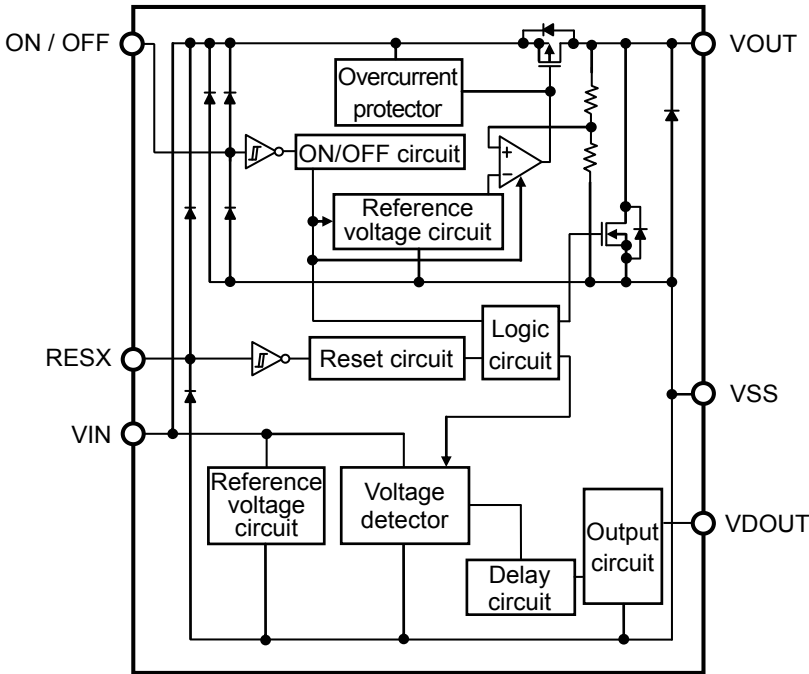 ON / OFF
VOUT
Overcurrent
protector
+
−
ON/OFF circuit
Reference
voltage circuit
Logic
circuit
RESX
Reset circuit
VSS
VIN
Reference
voltage
circuit
Voltage
detector
Output
circuit
VDOUT
Delay
circuit